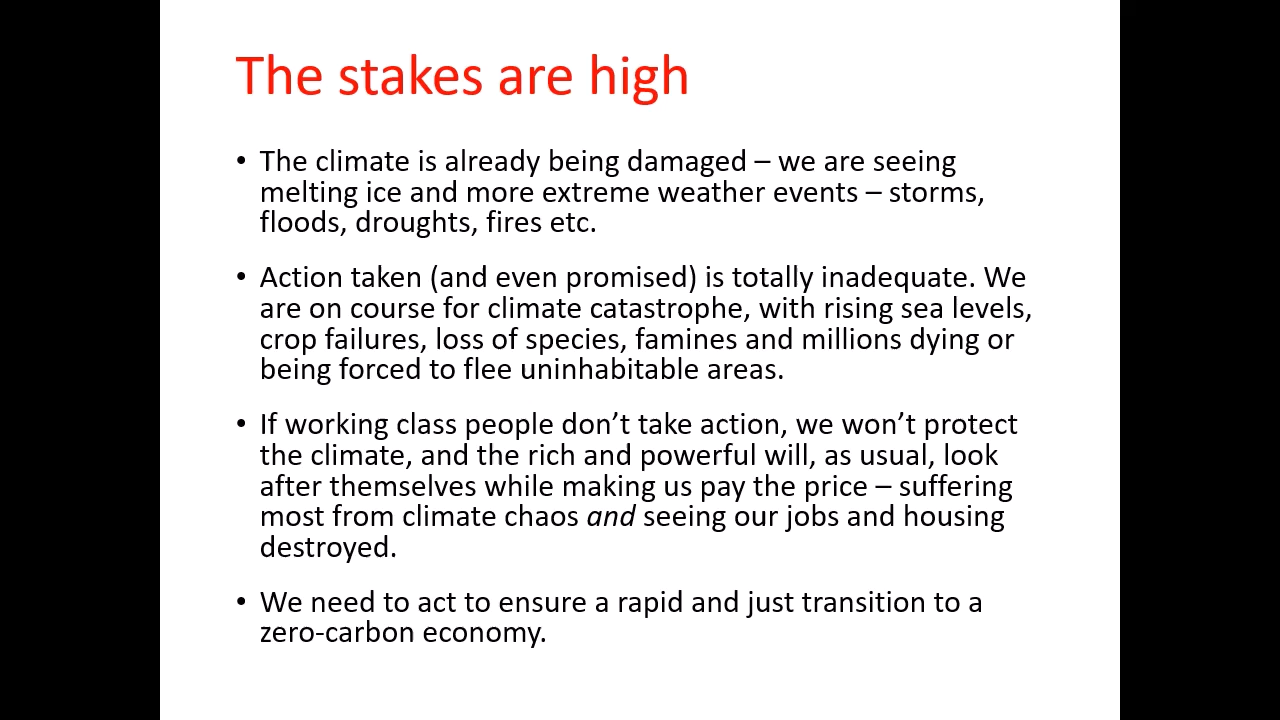 The stakes are high
• The climate is already being damaged – we are seeing
melting ice and more extreme weather events – storms,
floods, droughts, fires etc.
• Action taken (and even promised) is totally inadequate. We
are on course for climate catastrophe, with rising sea levels,
crop failures, loss of species, famines and millions dying or
being forced to flee uninhabitable areas.
• If working class people don’t take action, we won’t protect
the climate, and the rich and powerful will, as usual, look
after themselves while making us pay the price – suffering
most from climate chaos and seeing our jobs and housing
destroyed.
• We need to act to ensure a rapid and just transition to a
zero-carbon economy.